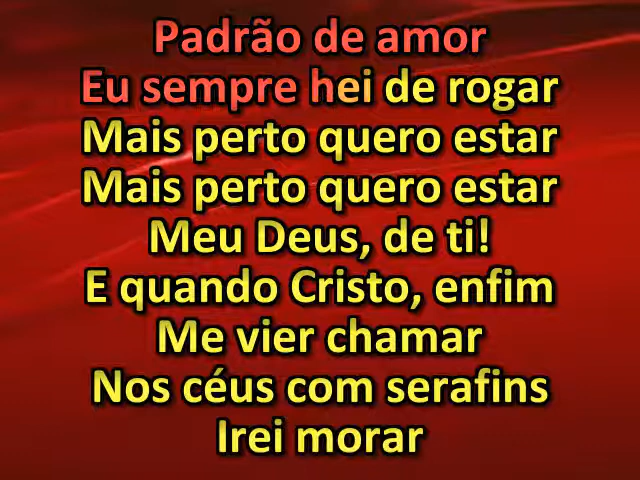 Padrão de amor
Eu sempre hei de rogar
Mais perto quero estar
Mais perto quero estar
Meu Deus, de ti!
E quando Cristo, enfim
Me vier chamar
Nos céus com serafins
Irei morar